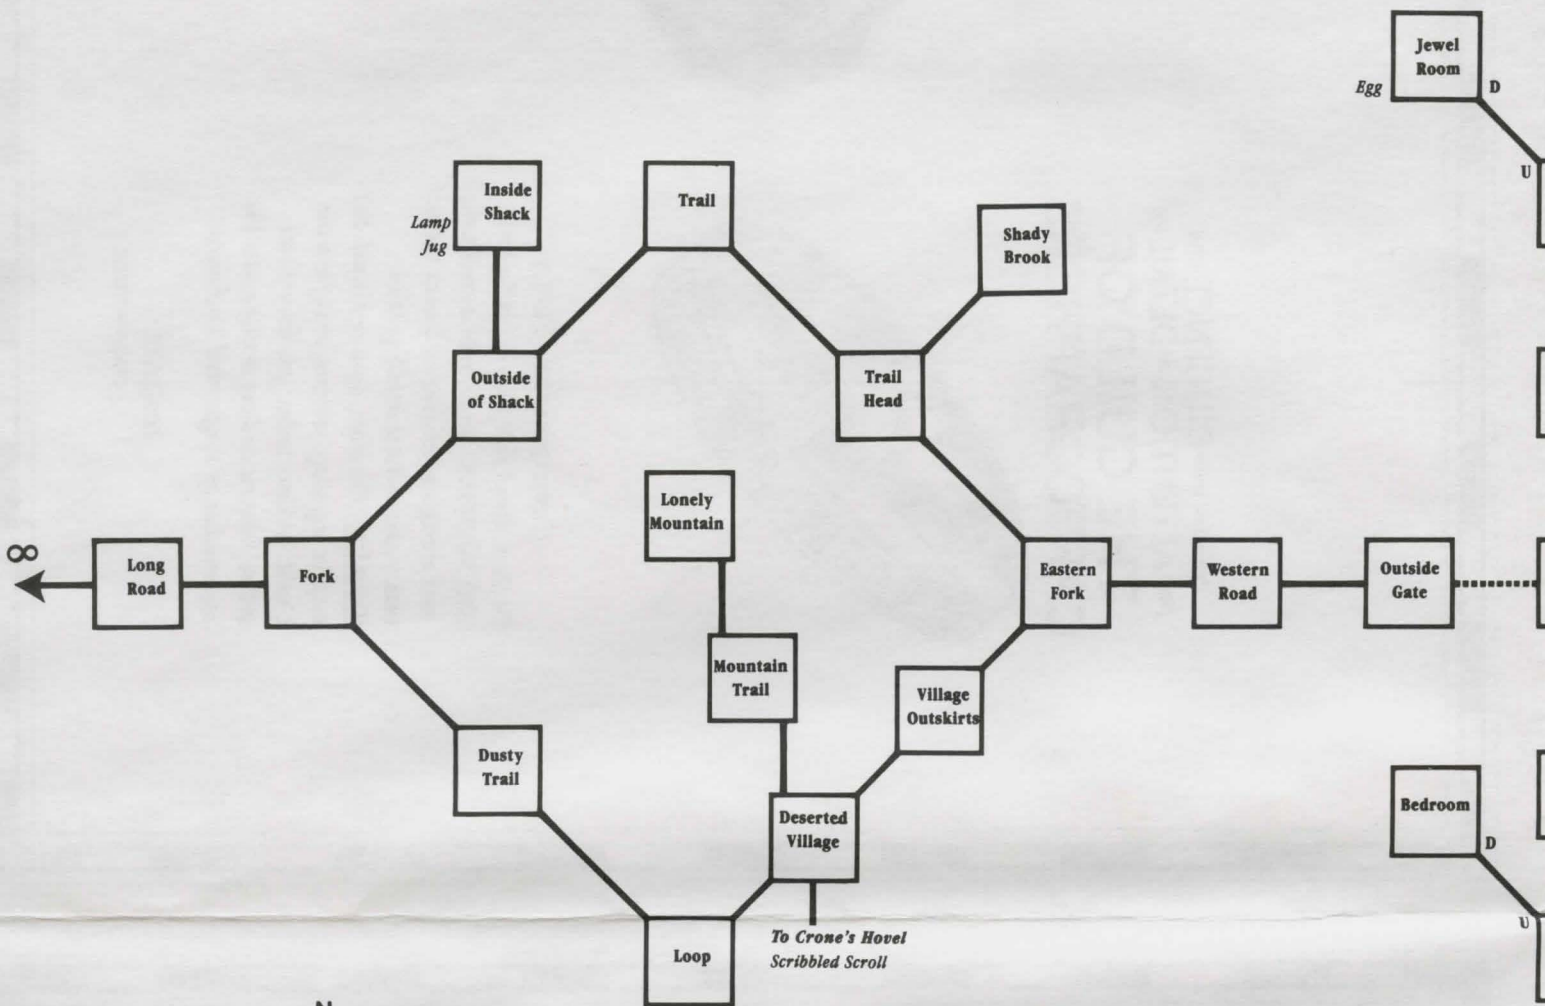 Jewel
Room
Egg
D
U
Inside
Shack
Lamp
Jug
Trail
Shady
Brook
Outside
of Shack
Trail
Head
Lonely
Mountain
8
Long
Road
Fork
Eastern
Fork
Western
Road
Outside
Gate
Mountain
Trail
Village
Outskirts
Dusty
Trail
Deserted
Village
Bedroom
D
U
Loop
To Crone's Hovel
Scribbled Scroll
N